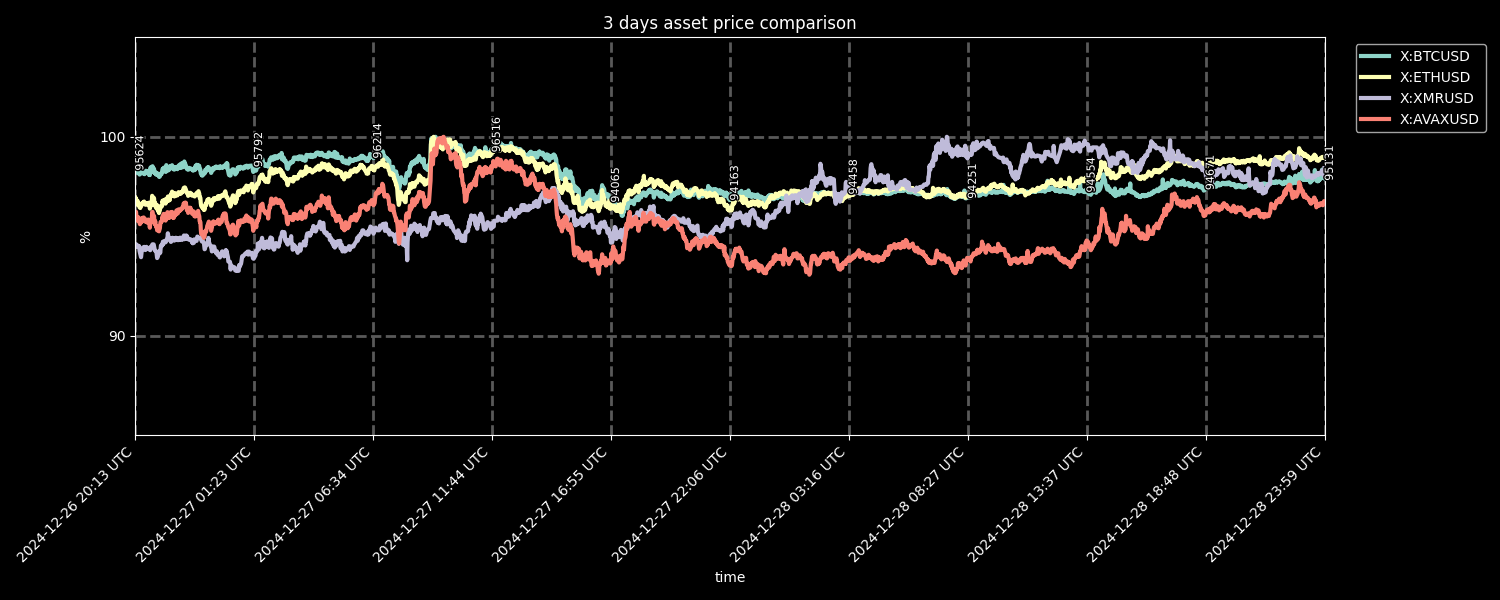 3 days asset price comparison
X:BTCUSD
X:ETHUSD
X:XMRUSD
X:AVAXUSD
100
90
%
95624
95792
96214
96516
94065
94163
94458
94251
94554
94671
95131
2024-12-26 20:13 UTC
2024-12-27 01:23 UTC
2024-12-27 06:34 UTC
2024-12-27 11:44 UTC
2024-12-27 16:55 UTC
2024-12-27 22:06 UTC
2024-12-28 03:16 UTC
2024-12-28 08:27 UTC
2024-12-28 13:37 UTC
2024-12-28 18:48 UTC
2024-12-28 23:59 UTC
time